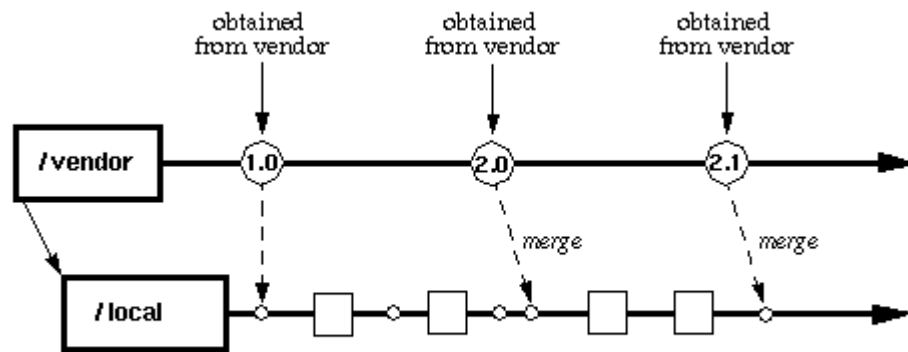 obtained
from vendor
obtained
from vendor
obtained
from vendor
/vendor
1.0
2.0
2.1
merge
merge
/local